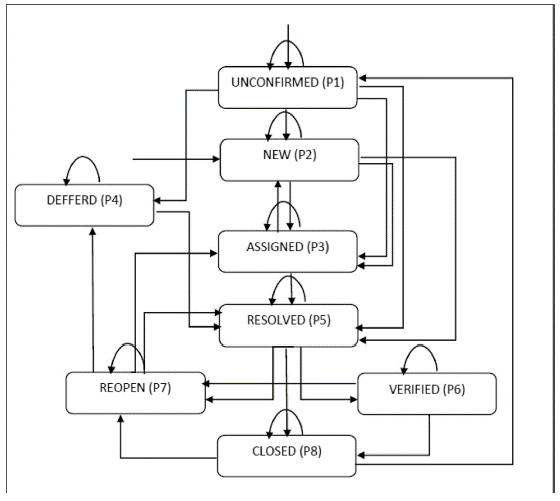 UNCONFIRMED (P1)
NEW (P2)
DEFFERD (P4)
ASSIGNED (P3)
RESOLVED (P5)
REOPEN (P7)
VERIFIED (P6)
CLOSED (P8)